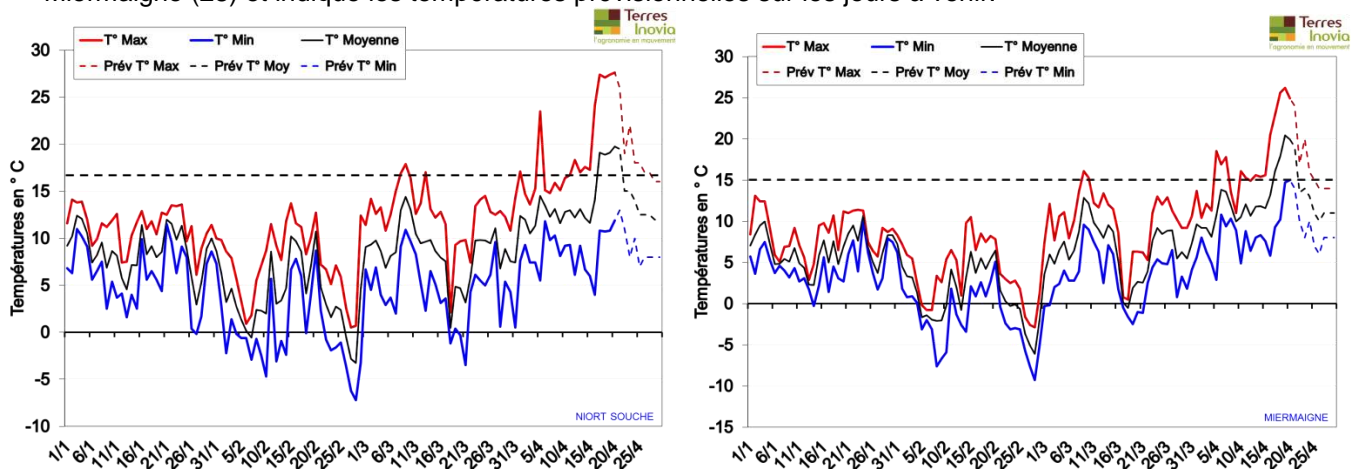 Miermaigne (28) et indique les températures prévisionnelles sur les jours à venir.
Terres
Inovia
l'agronomie en mouvement
T° Max
T° Min
T° Moyenne
Prév T° Max
Prév T° Moy
Prév T° Min
Températures en ° C
30
25
20
15
10
5
0
-5
-10
1/1
6/1
11/1
16/1
21/1
26/1
31/1
5/2
10/2
15/2
20/2
25/2
1/3
6/3
11/3
16/3
21/3
26/3
31/3
5/4
10/4
15/4
20/4
25/4
NIORT SOUCHE
Terres
Inovia
l'agronomie en mouvement
T° Max
T° Min
T° Moyenne
Prév T° Max
Prév T° Moy
Prév T° Min
Températures en ° C
30
25
20
15
10
5
0
-5
-10
-15
1/1
6/1
11/1
16/1
21/1
26/1
31/1
5/2
10/2
15/2
20/2
25/2
1/3
6/3
11/3
16/3
21/3
26/3
31/3
5/4
10/4
15/4
20/4
25/4
MIERMAIGNE